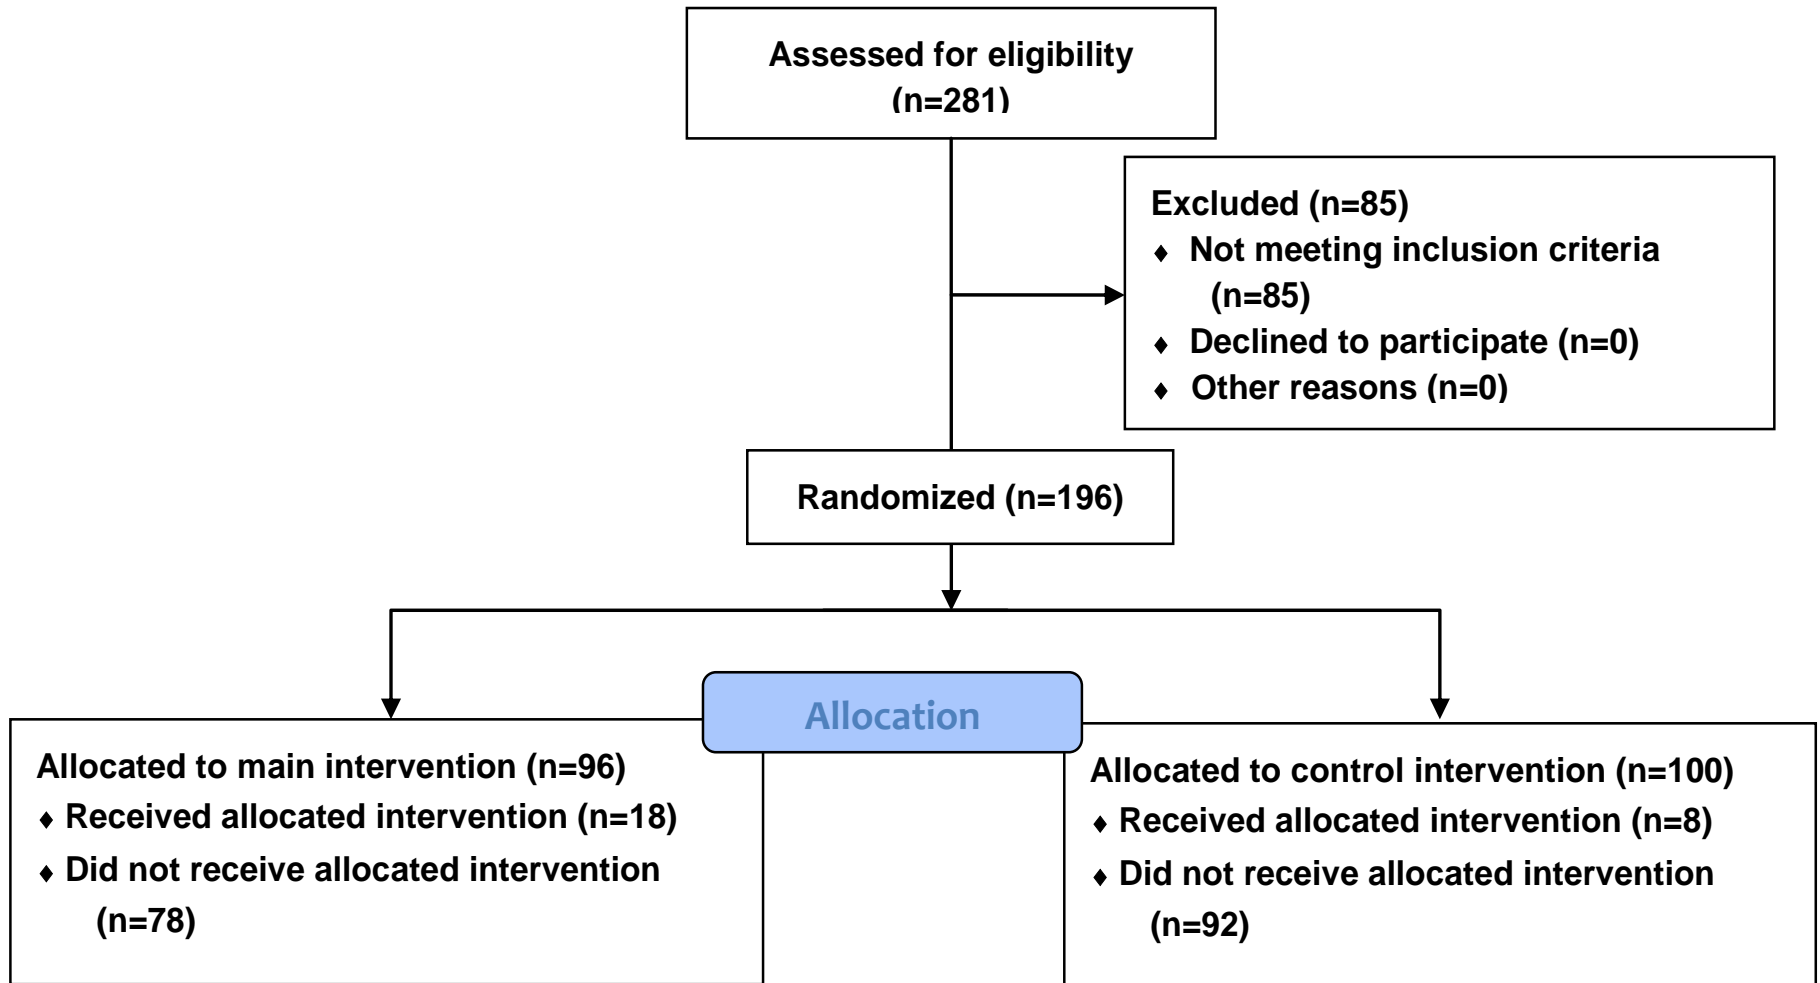 Assessed for eligibility
(n=281)
Excluded (n=85)
♦ Not meeting inclusion criteria
(n=85)
♦ Declined to participate (n=0)
♦ Other reasons (n=0)
Randomized (n=196)
Allocation
Allocated to main intervention (n=96)
♦ Received allocated intervention (n=18)
♦ Did not receive allocated intervention
(n=78)
Allocated to control intervention (n=100)
♦ Received allocated intervention (n=8)
♦ Did not receive allocated intervention
(n=92)